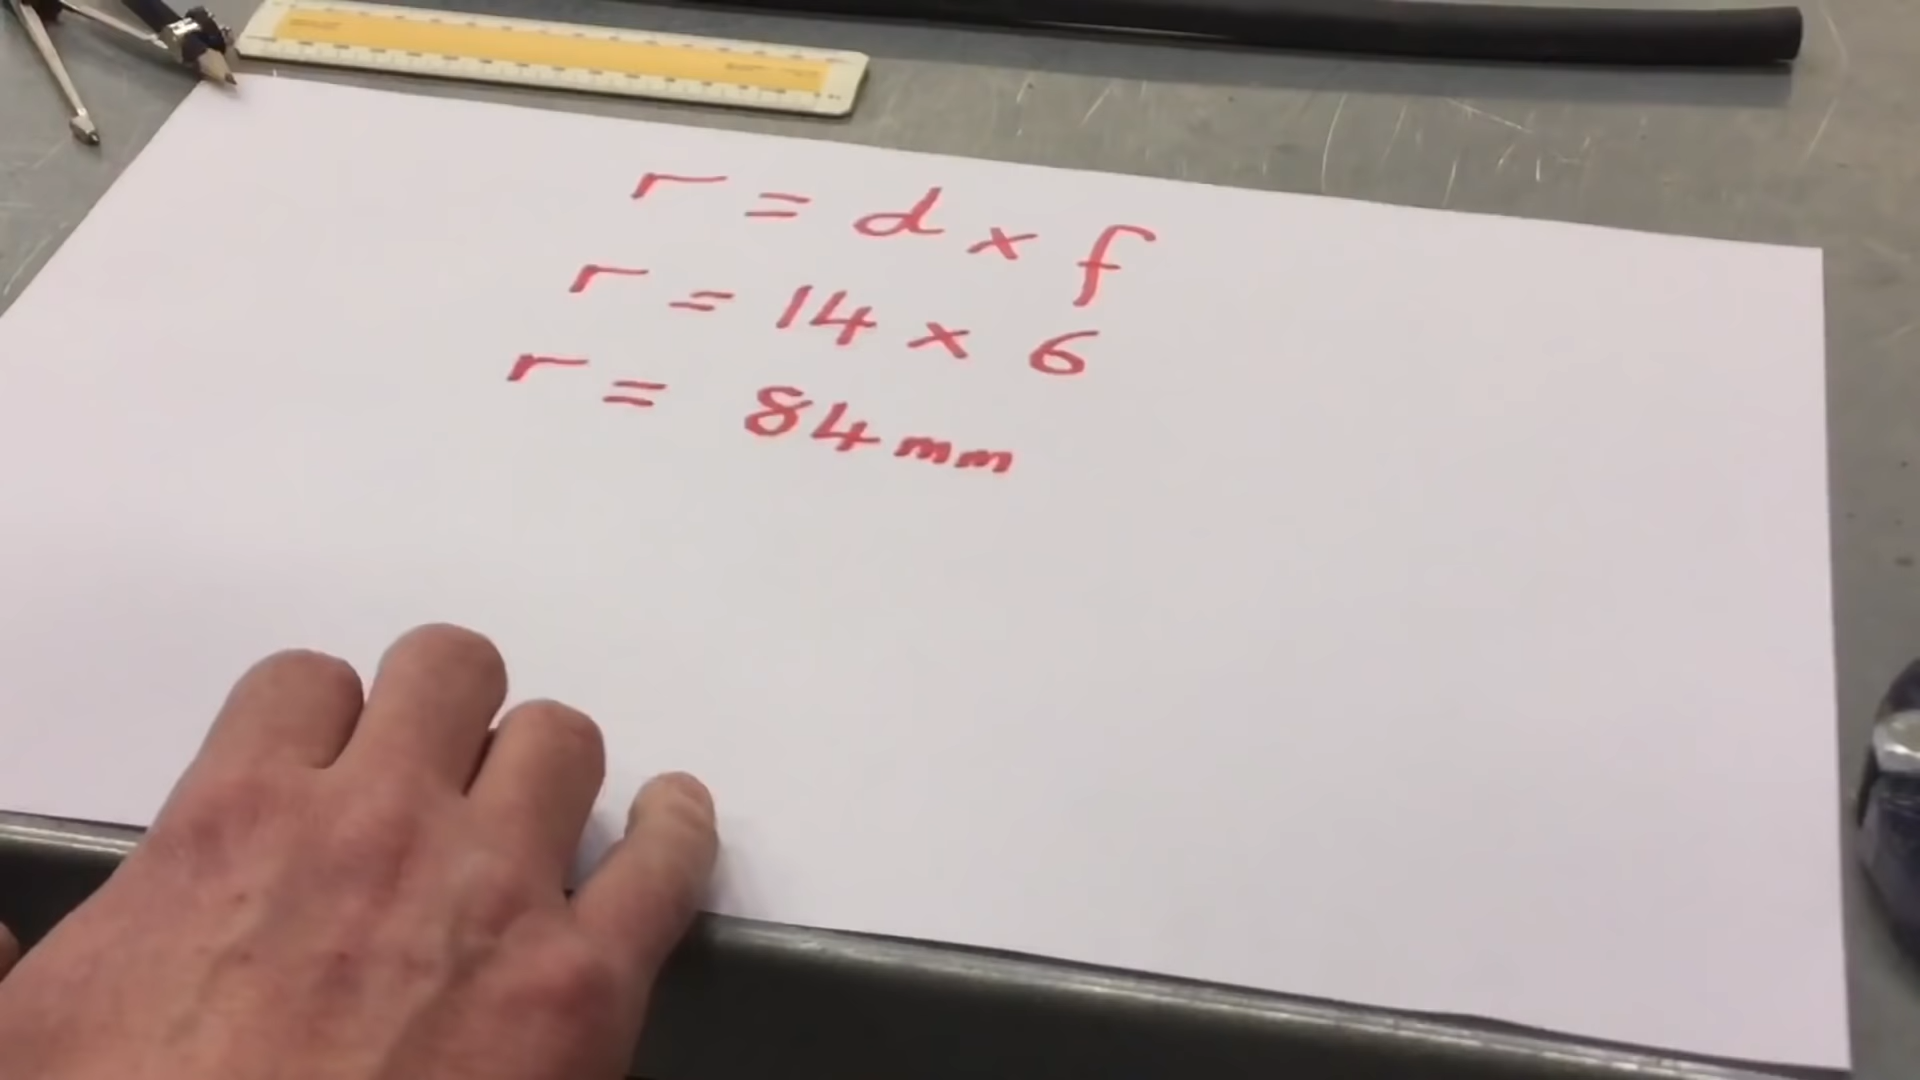 r = d × f
r = 14 × 6
r = 84mm